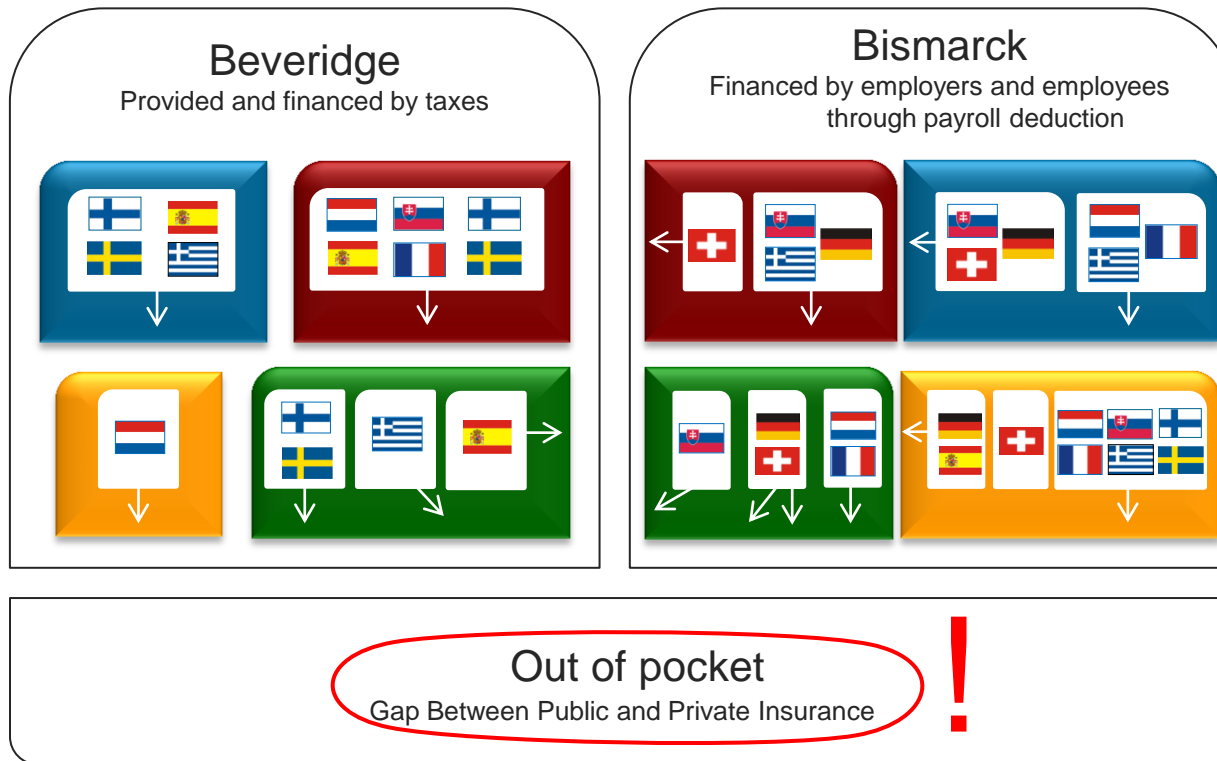 Beveridge
Provided and financed by taxes
Bismarck
Financed by employers and employees
through payroll deduction
Out of pocket
Gap Between Public and Private Insurance
!